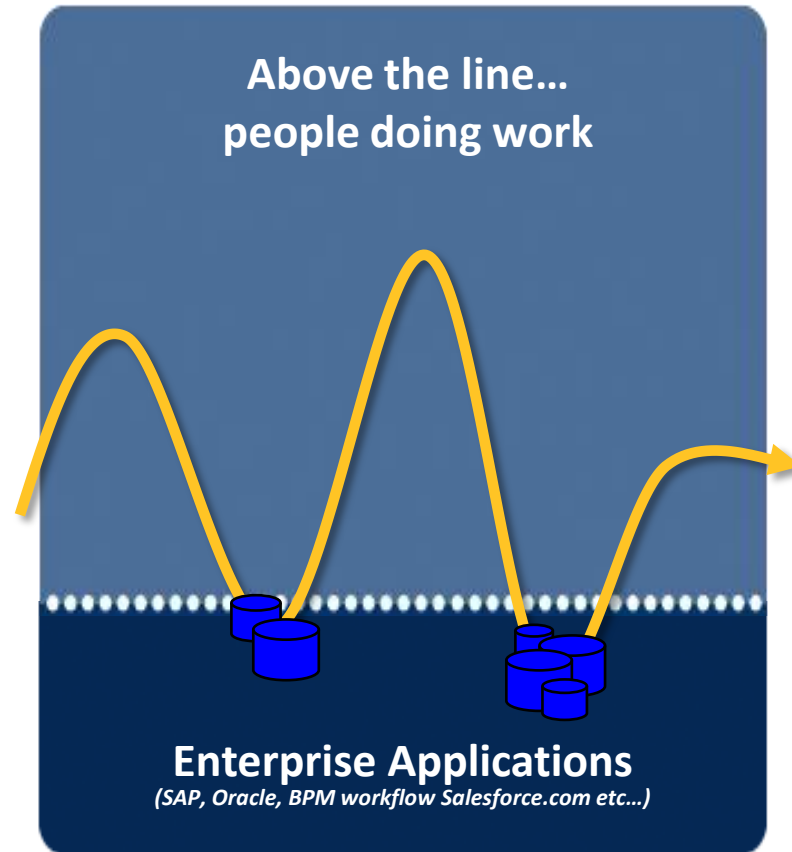 Above the line…
people doing work
Enterprise Applications
(SAP, Oracle, BPM workflow Salesforce.com etc…)